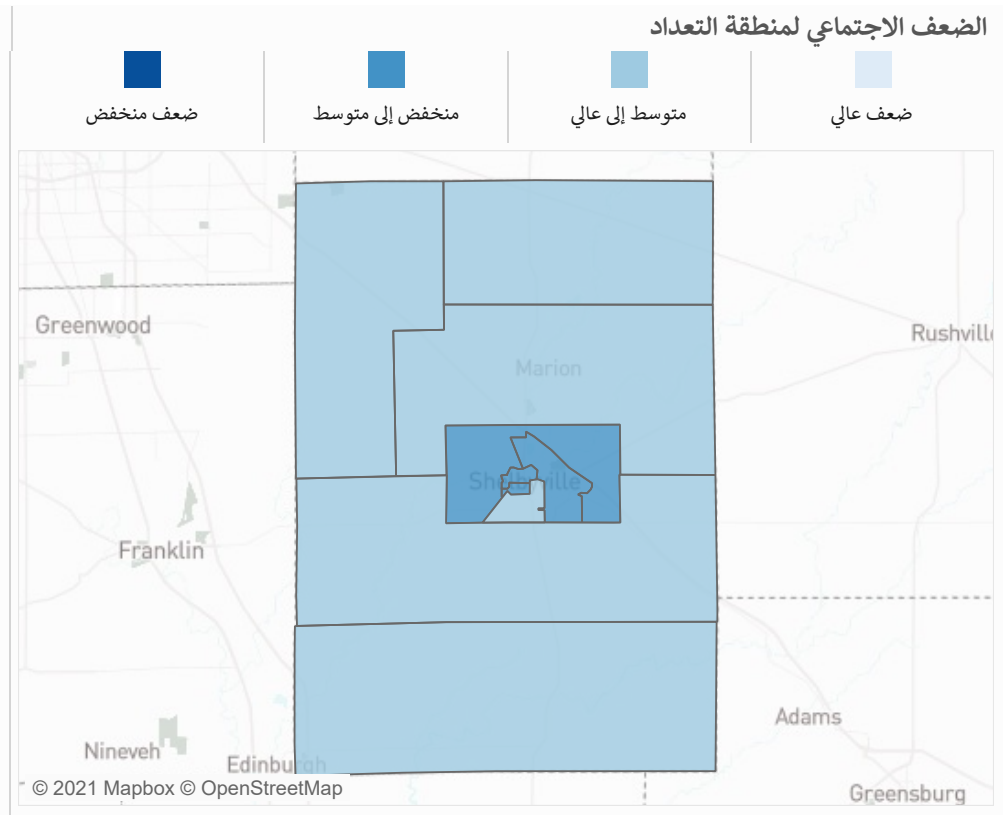 الضعف الاجتماعي لمنطقة التعداد
ضعف عالي
متوسط إلى عالي
منخفض إلى متوسط
ضعف منخفض
Greenwood
Rushville
Marion
Shelbyville
Franklin
Adams
Nineveh
Edinburgh
Greensburg
© 2021 Mapbox © OpenStreetMap